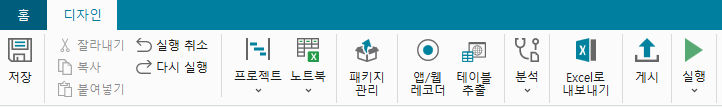 홈 디자인
저장
잘라내기
복사
붙여넣기
실행 취소
다시 실행
프로젝트
노트북
패키지
관리
앱/웹
레코더
테이블
추출
분석
Excel로
내보내기
게시
실행